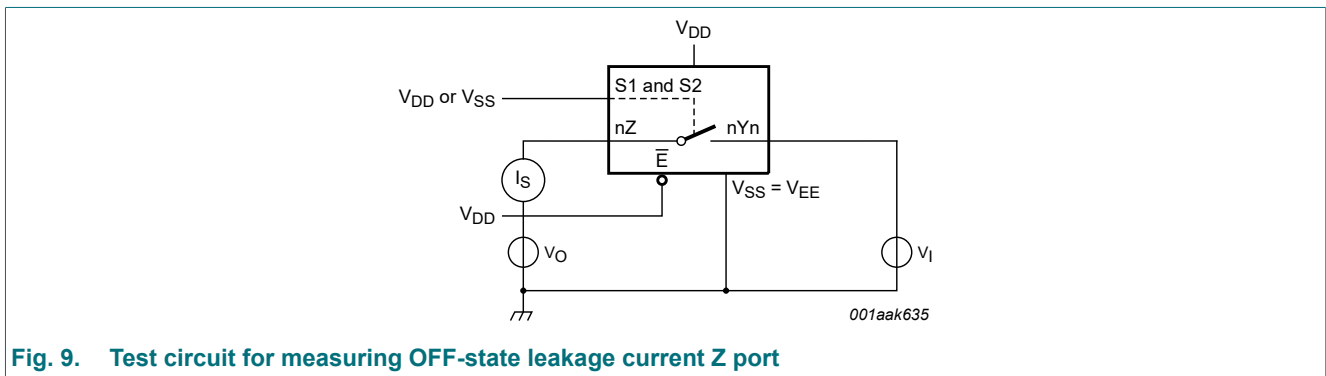 VDD
S1 and S2
VDD or VSS
nZ
nYn
E
IS
VSS = VEE
VDD
VO
VI
001aak635
Fig. 9. Test circuit for measuring OFF-state leakage current Z port